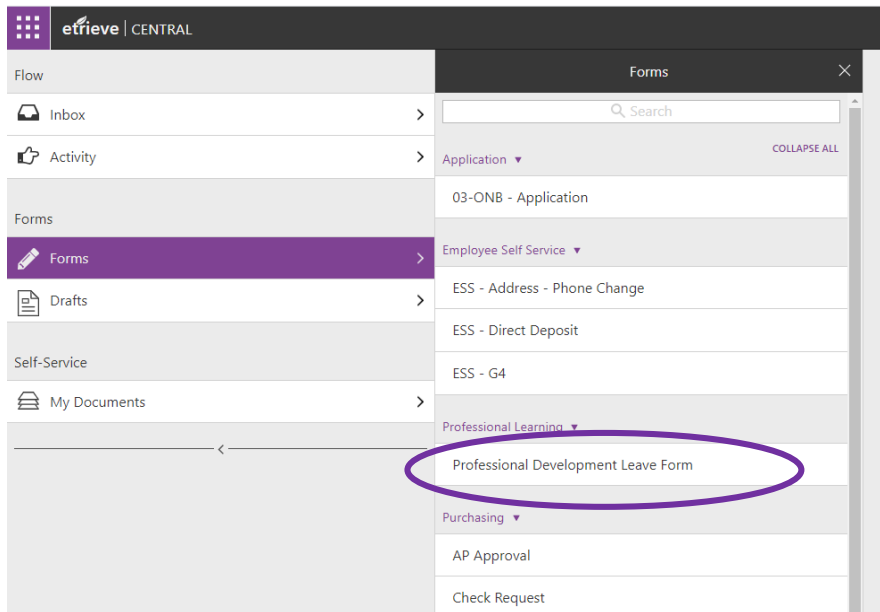 etrieve | CENTRAL
Flow
Inbox
Activity
Forms
Forms
Drafts
Self-Service
My Documents
Forms
Search
COLLAPSE ALL
Application
03-ONB - Application
Employee Self Service
ESS - Address - Phone Change
ESS - Direct Deposit
ESS - G4
Professional Learning
Professional Development Leave Form
Purchasing
AP Approval
Check Request